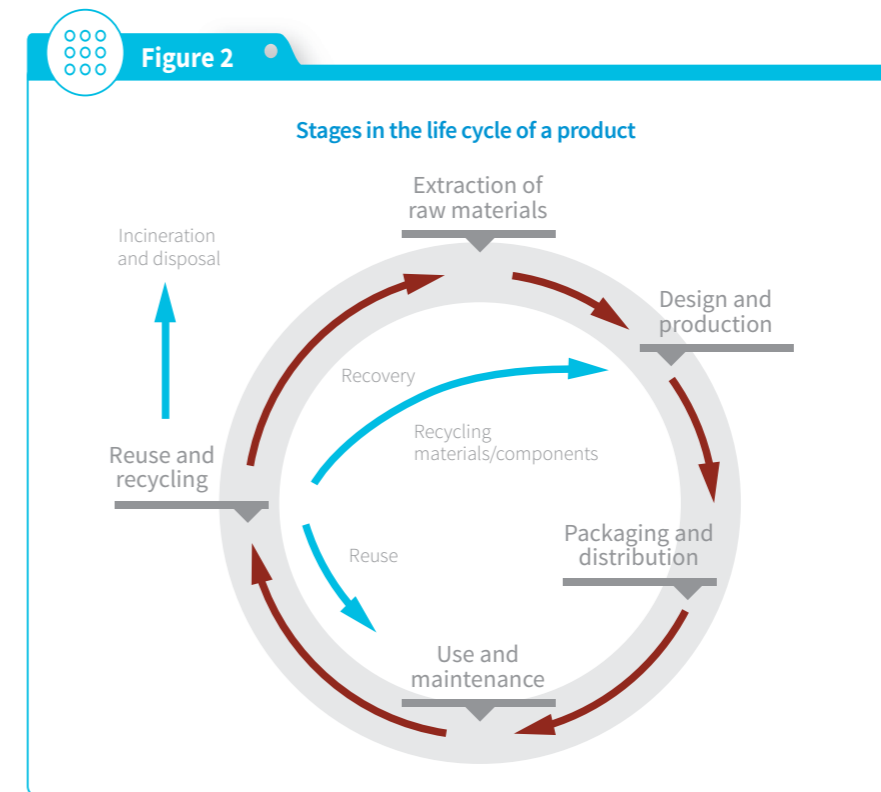 Figure 2
Stages in the life cycle of a product
Extraction of
raw materials
Incineration
and disposal
Design and
production
Recovery
Recycling
materials/components
Reuse and
recycling
Packaging and
distribution
Reuse
Use and
maintenance